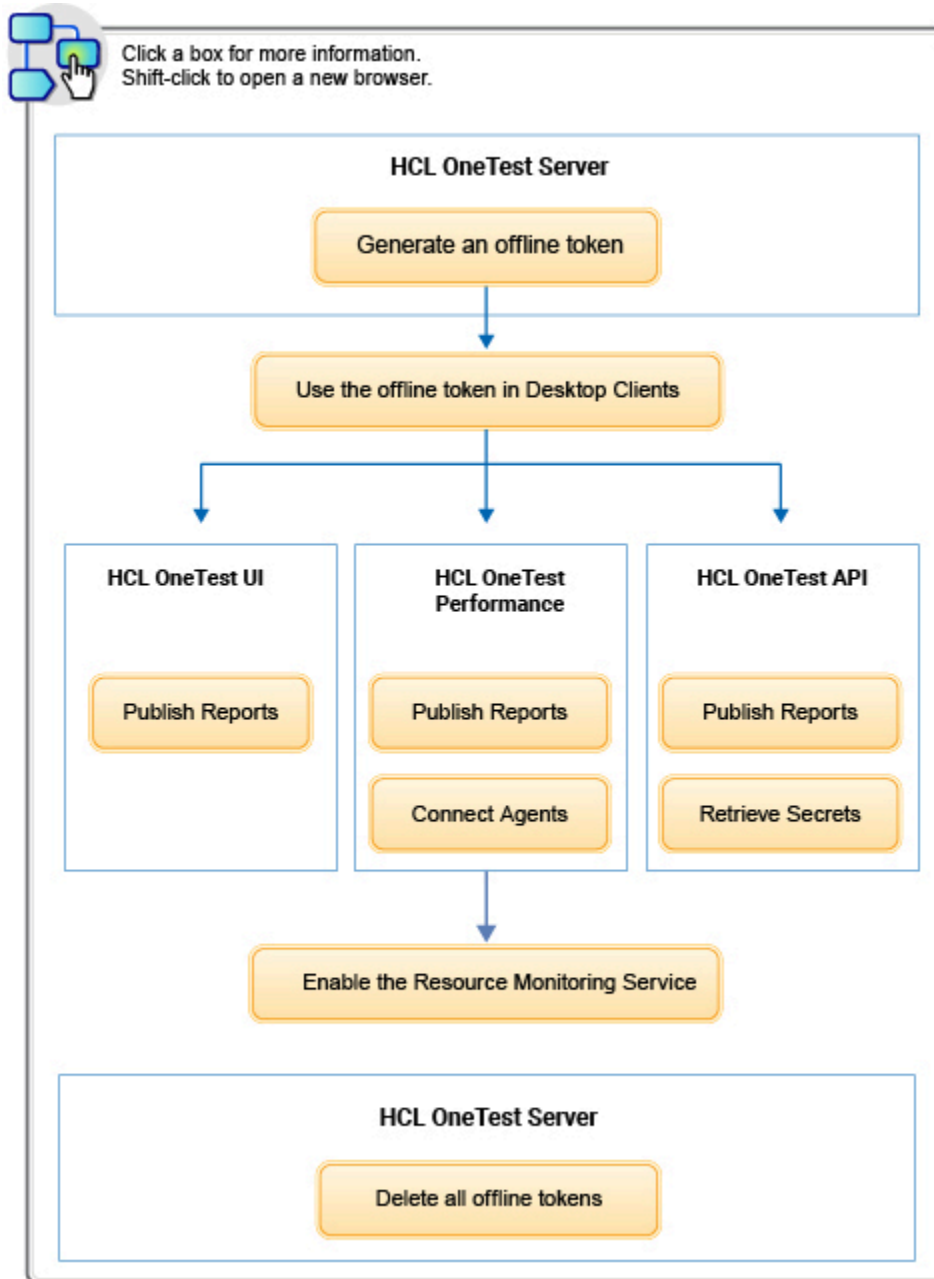 Click a box for more information.
Shift-click to open a new browser.
HCL OneTest Server
Generate an offline token
Use the offline token in Desktop Clients
HCL OneTest UI
Publish Reports
HCL OneTest
Performance
Publish Reports
Connect Agents
HCL OneTest API
Publish Reports
Retrieve Secrets
Enable the Resource Monitoring Service
HCL OneTest Server
Delete all offline tokens